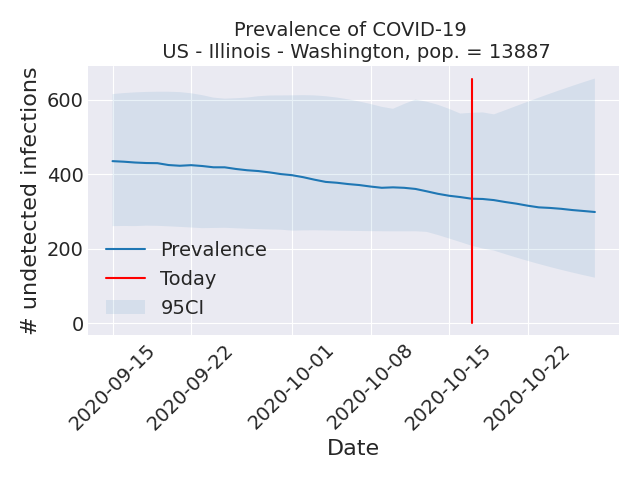 Prevalence of COVID-19
US - Illinois - Washington, pop. = 13887
# undetected infections
600
400
200
0
Prevalence
Today
95CI
2020-09-15
2020-09-22
2020-10-01
2020-10-08
2020-10-15
2020-10-22
Date